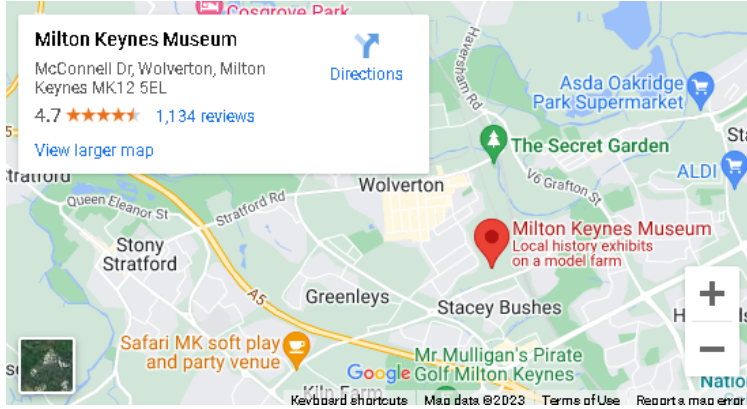 Cosgrove Park
Milton Keynes Museum
McConnell Dr, Wolverton, Milton
Keynes MK12 5EL
Directions
4.7
1,134 reviews
View larger map
Haversham Rd
Asda Oakridge
Park Supermarket
The Secret Garden
ALDI
V6 Grafton St
Wolverton
Queen Eleanor St
Stratford Rd
Stony
Stratford
Milton Keynes Museum
Local history exhibits
on a model farm
A5
Greenleys
Stacey Bushes
+
−
Safari MK soft play
and party venue
Mr Mulligan's Pirate
Golf Milton Keynes
Google
Kiln Farm
Keyboard shortcuts
Map data ©2023
Terms of Use
Report a map error